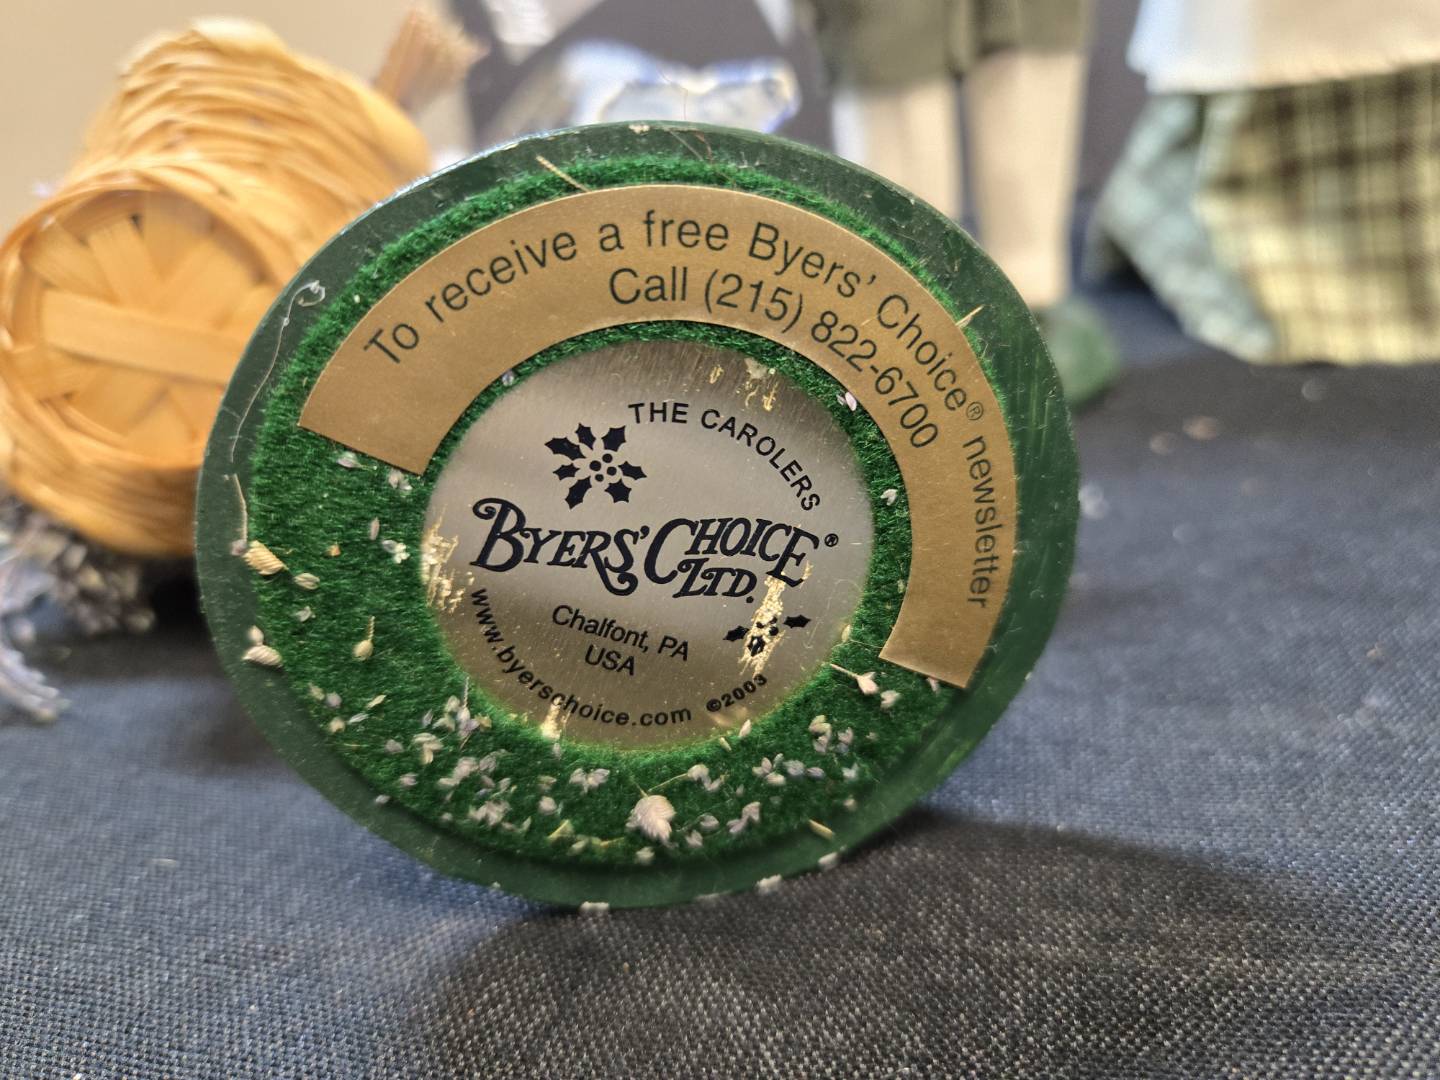 To receive a free Byers' Choice® newsletter
Call (215) 822-6700
THE CAROLERS
BYERS' CHOICE®
LTD.
Chalfont, PA
USA
www.byerschoice.com ©2003